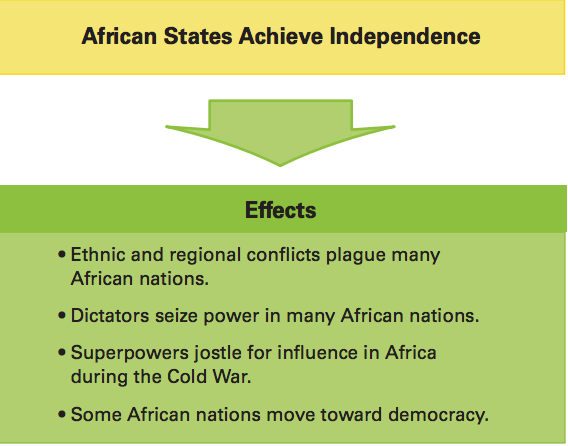 African States Achieve Independence
Effects
• Ethnic and regional conflicts plague many
African nations.
• Dictators seize power in many African nations.
• Superpowers jostle for influence in Africa
during the Cold War.
• Some African nations move toward democracy.